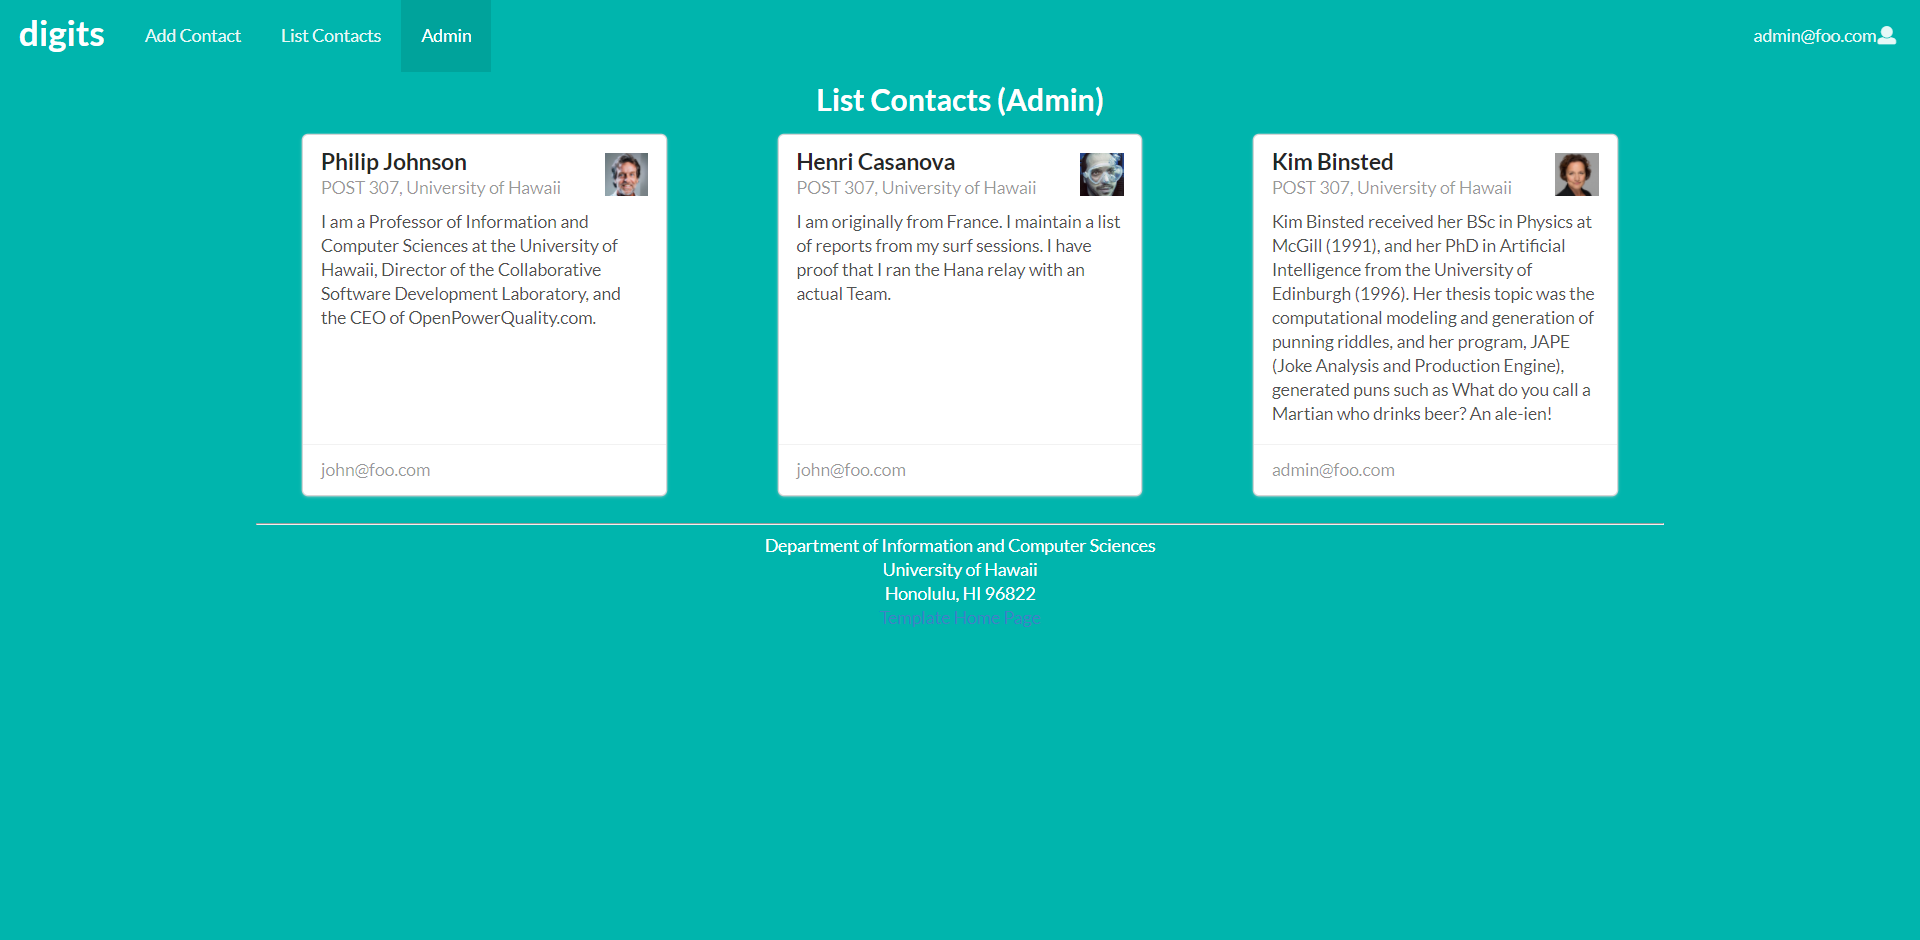 digits
Add Contact
List Contacts
Admin
admin@foo.com
List Contacts (Admin)
Philip Johnson
POST 307, University of Hawaii
I am a Professor of Information and
Computer Sciences at the University of
Hawaii, Director of the Collaborative
Software Development Laboratory, and
the CEO of OpenPowerQuality.com.
john@foo.com
Henri Casanova
POST 307, University of Hawaii
I am originally from France. I maintain a list
of reports from my surf sessions. I have
proof that I ran the Hana relay with an
actual Team.
john@foo.com
Kim Binsted
POST 307, University of Hawaii
Kim Binsted received her BSc in Physics at
McGill (1991), and her PhD in Artificial
Intelligence from the University of
Edinburgh (1996). Her thesis topic was the
computational modeling and generation of
punning riddles, and her program, JAPE
(Joke Analysis and Production Engine),
generated puns such as What do you call a
Martian who drinks beer? An ale-ien!
admin@foo.com
Department of Information and Computer Sciences
University of Hawaii
Honolulu, HI 96822
Template Home Page